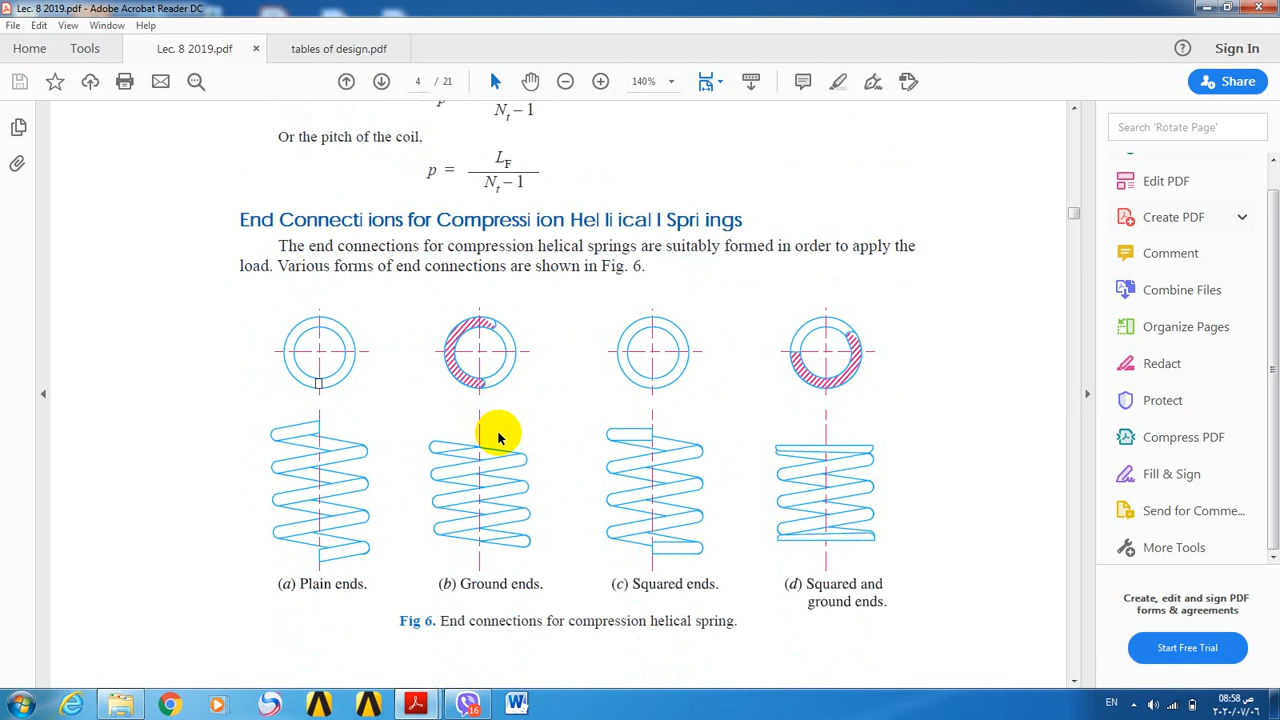 Lec. 8 2019.pdf - Adobe Acrobat Reader DC
File Edit View Window Help
Home Tools Lec. 8 2019.pdf × tables of design.pdf Sign In
4 / 21 140% Share
p
N_t – 1
Or the pitch of the coil,
p = L_F / N_t – 1
End Connecti ions for Compressi ion Hel li ical l Spri ings
The end connections for compression helical springs are suitably formed in order to apply the
load. Various forms of end connections are shown in Fig. 6.
(a) Plain ends. (b) Ground ends. (c) Squared ends. (d) Squared and
ground ends.
Fig 6. End connections for compression helical spring.
Search 'Rotate Page'
Edit PDF
Create PDF
Comment
Combine Files
Organize Pages
Redact
Protect
Compress PDF
Fill & Sign
Send for Comme...
More Tools
Create, edit and sign PDF
forms & agreements
Start Free Trial
16
W
EN
08:58 ص
٢٠٢٠/٠٧/٠٦